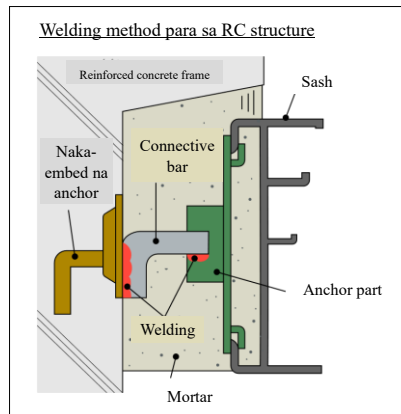 Welding method para sa RC structure
Reinforced concrete frame
Sash
Naka-
embed na
anchor
Connective
bar
Anchor part
Welding
Mortar